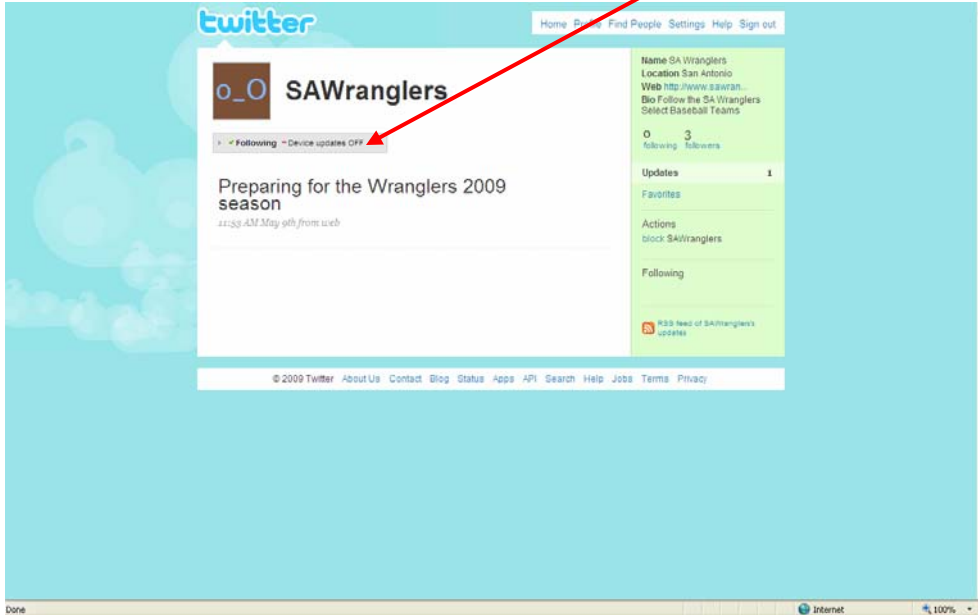 twitter
Home Profile Find People Settings Help Sign out
o_O
SAWranglers
Following Device updates OFF
Preparing for the Wranglers 2009
season
11:53 AM May 9th from web
Name SA Wranglers
Location San Antonio
Web http://www.sawran...
Bio Follow the SA Wranglers
Select Baseball Teams
0 3
following followers
Updates 1
Favorites
Actions
block SAWranglers
Following
RSS feed of SAWranglers's
updates
© 2009 Twitter About Us Contact Blog Status Apps API Search Help Jobs Terms Privacy
Done Internet 100%